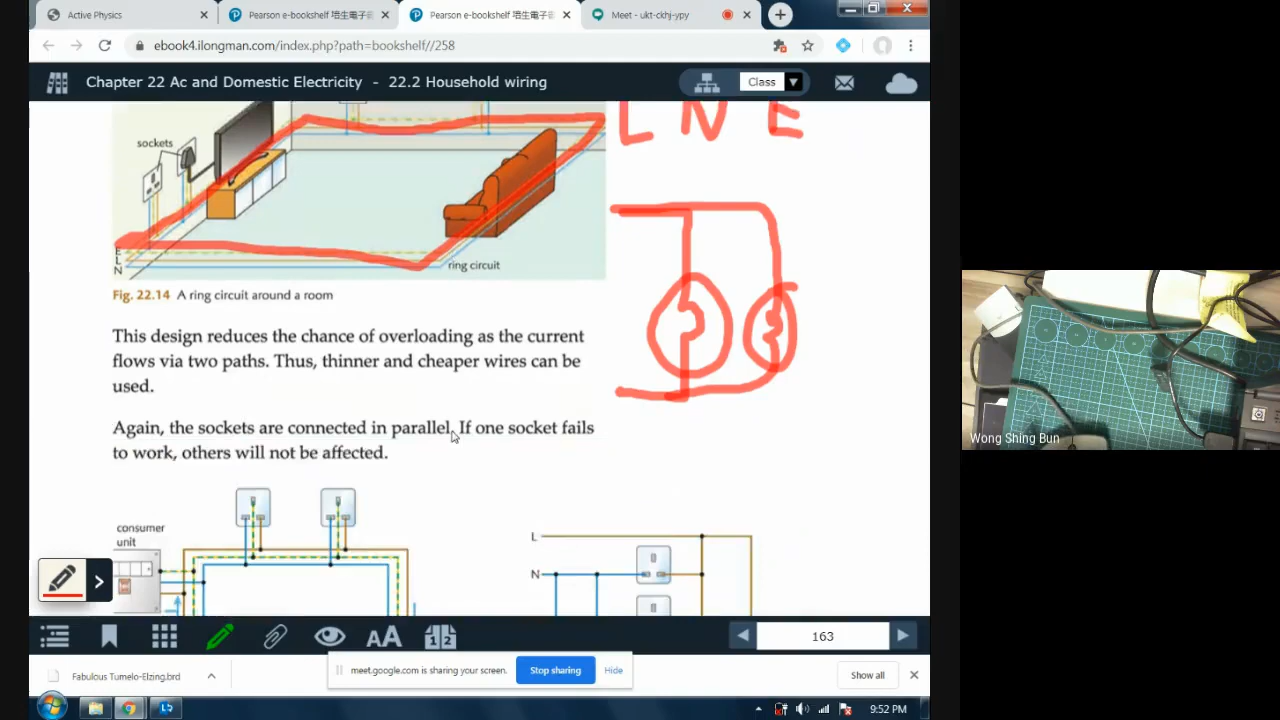 Active Physics
Pearson e-bookshelf 培生電子
Pearson e-bookshelf 培生電子
Meet - ukt-ckhj-ypy
ebook4.ilongman.com/index.php?path=bookshelf//258
Chapter 22 Ac and Domestic Electricity - 22.2 Household wiring
Class
L N E
sockets
E
L
N
ring circuit
Fig. 22.14 A ring circuit around a room
This design reduces the chance of overloading as the current
flows via two paths. Thus, thinner and cheaper wires can be
used.
Again, the sockets are connected in parallel. If one socket fails
to work, others will not be affected.
consumer
unit
L
N
AA
1 2
163
meet.google.com is sharing your screen.
Stop sharing
Hide
Fabulous Tumelo-Elzing.brd
Show all
9:52 PM
Wong Shing Bun